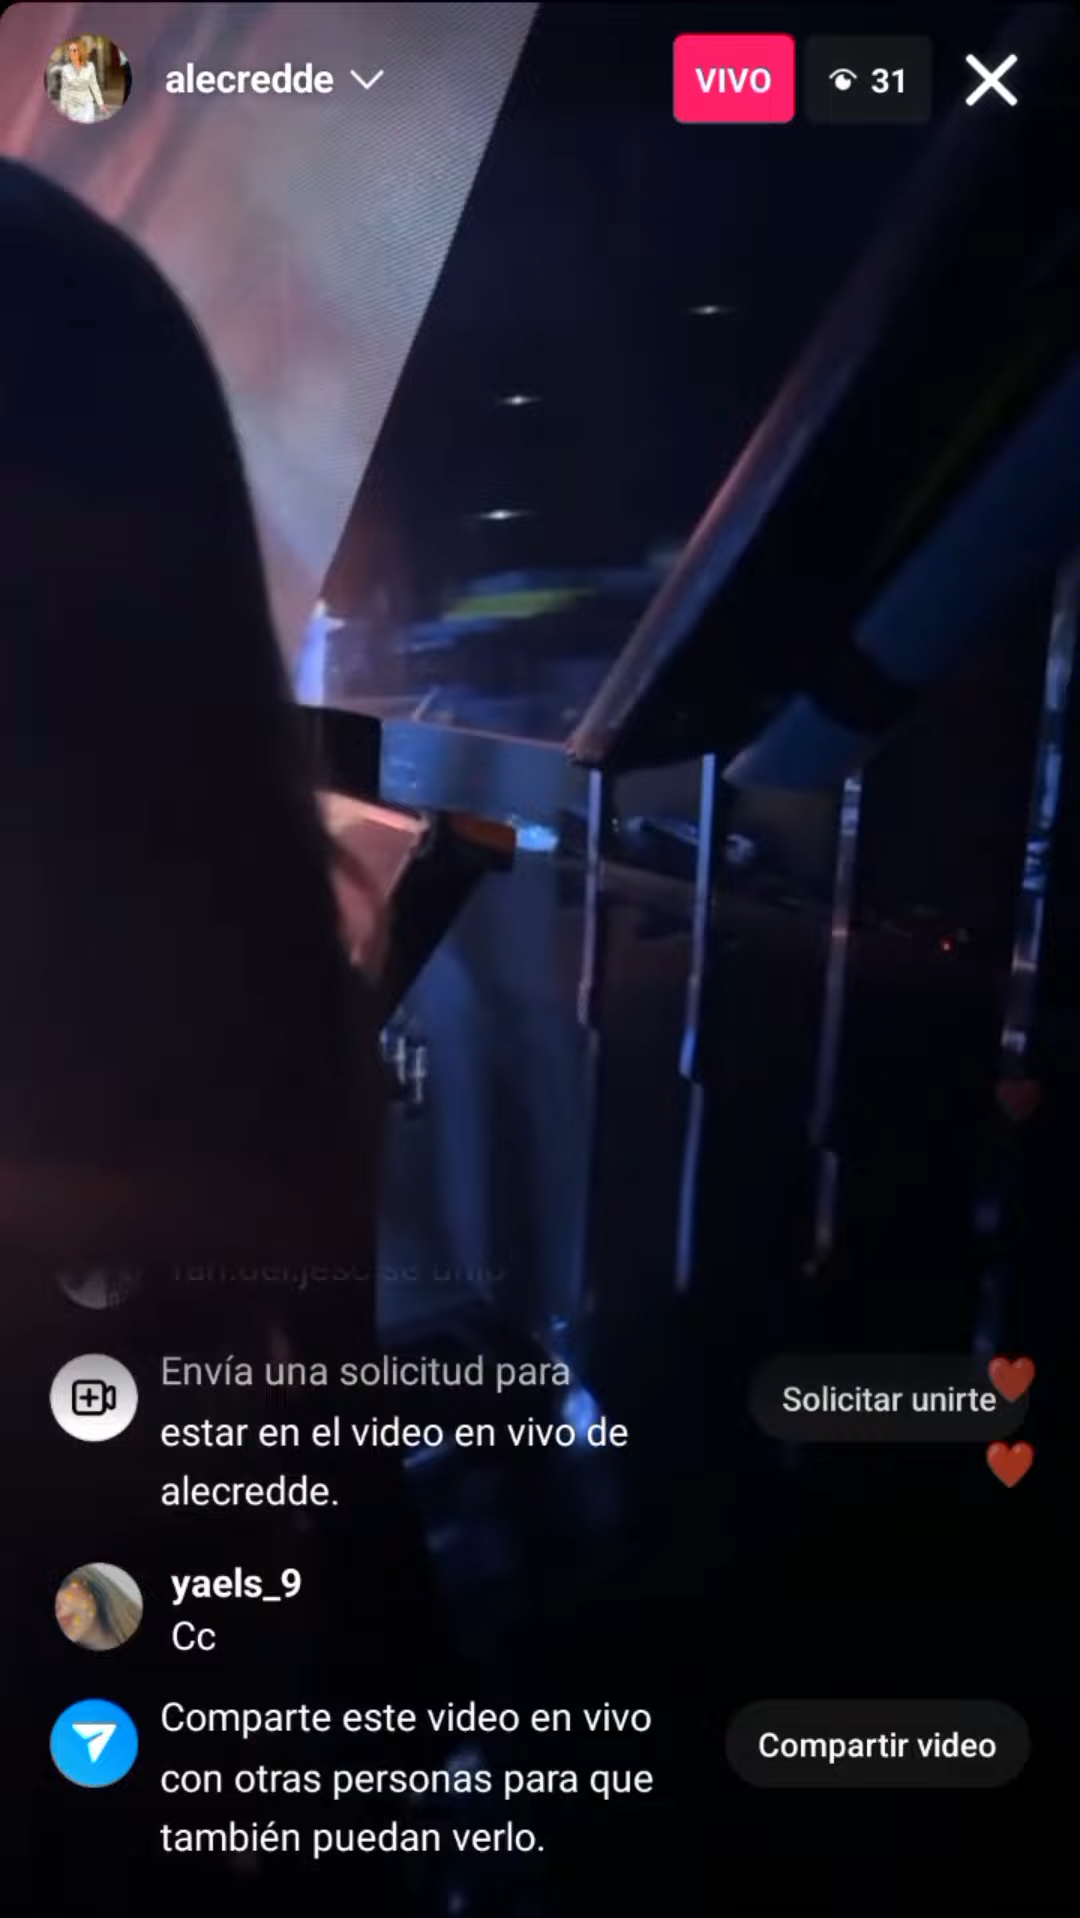 alecredde
VIVO
31
Envía una solicitud para
estar en el video en vivo de
alecredde.
Solicitar unirte
yaels_9
Cc
Comparte este video en vivo
con otras personas para que
también puedan verlo.
Compartir video